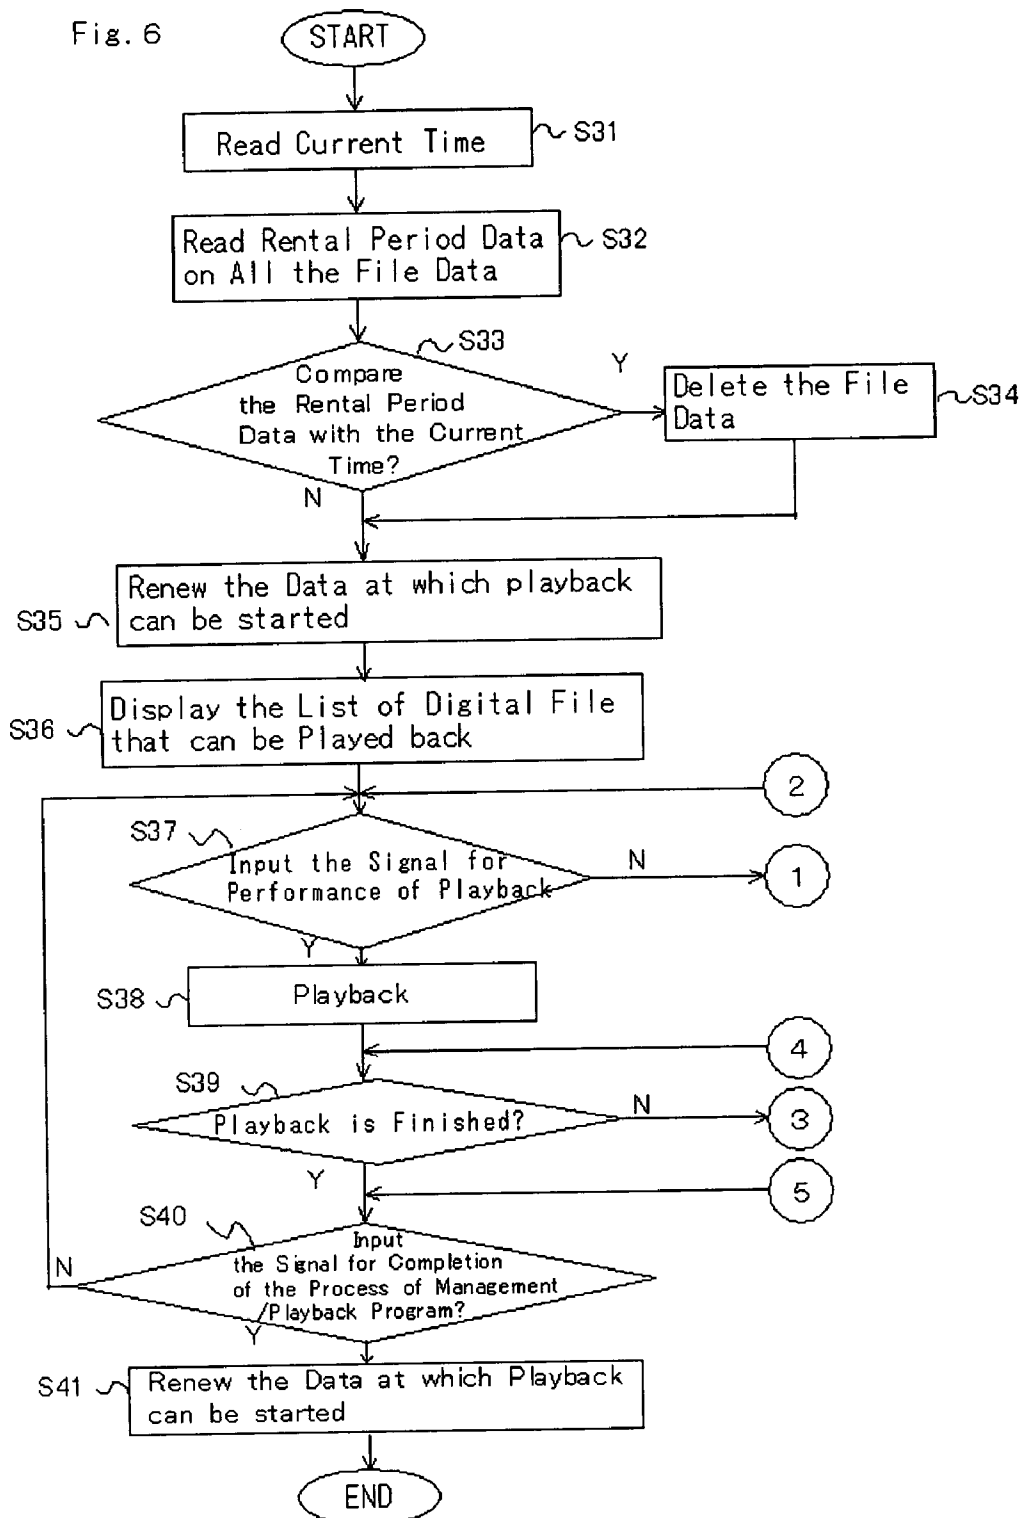 Fig. 6
START
Read Current Time
S31
Read Rental Period Data
on All the File Data
S32
S33
Compare
the Rental Period
Data with the Current
Time?
Y
Delete the File
Data
S34
N
Renew the Data at which playback
can be started
S35
Display the List of Digital File
that can be Played back
S36
2
S37
Input the Signal for
Performance of Playback
N
1
Y
S38
Playback
4
S39
Playback is Finished?
N
3
Y
5
S40
Input
the Signal for Completion
of the Process of Management
/Playback Program?
N
Y
S41
Renew the Data at which Playback
can be started
END